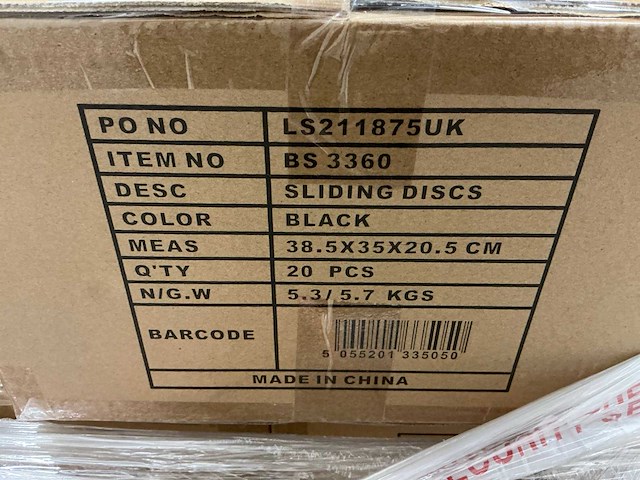 PO NO LS211875UK
ITEM NO BS 3360
DESC SLIDING DISCS
COLOR BLACK
MEAS 38.5X35X20.5 CM
Q'TY 20 PCS
N/G.W 5.3/5.7 KGS
BARCODE
5 055201 335050
MADE IN CHINA